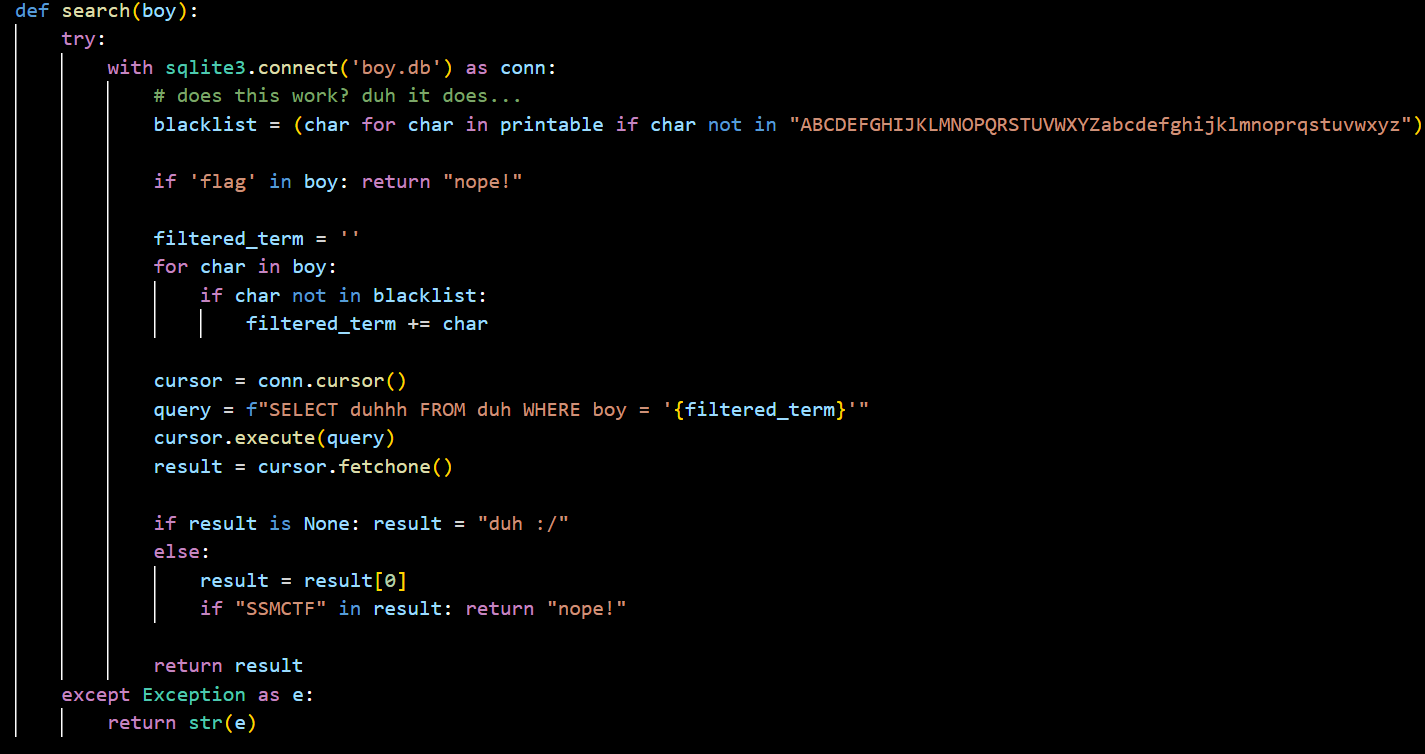 def search(boy):
    try:
        with sqlite3.connect('boy.db') as conn:
            # does this work? duh it does...
            blacklist = (char for char in printable if char not in "ABCDEFGHIJKLMNOPQRSTUVWXYZabcdefghijklmnoprqstuvwxyz")

            if 'flag' in boy: return "nope!"

            filtered_term = ''
            for char in boy:
                if char not in blacklist:
                    filtered_term += char

            cursor = conn.cursor()
            query = f"SELECT duhhh FROM duh WHERE boy = '{filtered_term}'"
            cursor.execute(query)
            result = cursor.fetchone()

            if result is None: result = "duh :/"
            else:
                result = result[0]
                if "SSMCTF" in result: return "nope!"

            return result
    except Exception as e:
        return str(e)